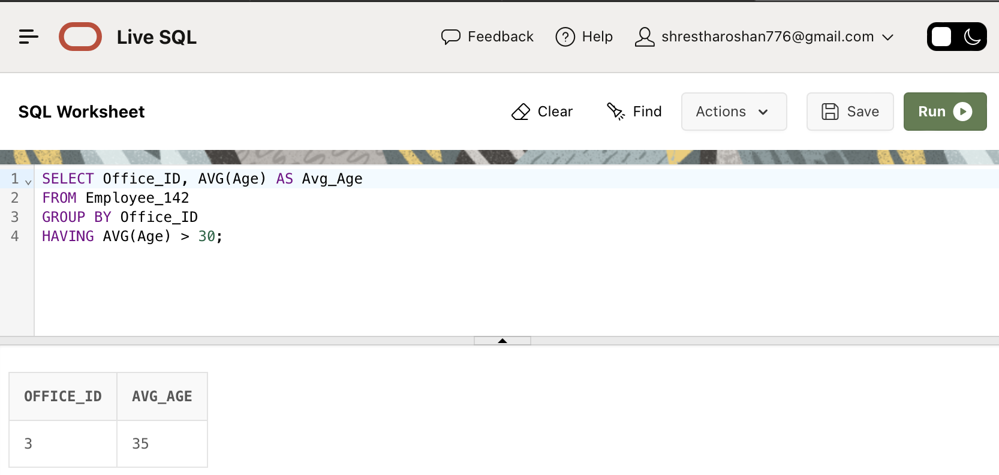 Live SQL
Feedback
Help
shrestharoshan776@gmail.com
SQL Worksheet
Clear
Find
Actions
Save
Run
1 SELECT Office_ID, AVG(Age) AS Avg_Age
2 FROM Employee_142
3 GROUP BY Office_ID
4 HAVING AVG(Age) > 30;
OFFICE_ID AVG_AGE
3 35